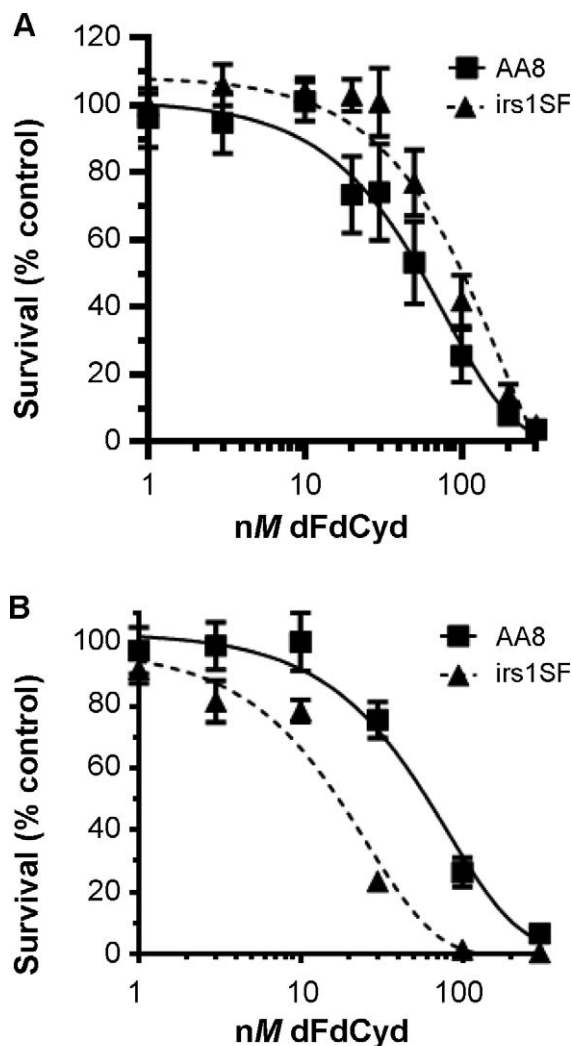 A
120
100
80
60
40
20
0
Survival (% control)
AA8
irs1SF
1 10 100
nM dFdCyd
B
100
80
60
40
20
0
Survival (% control)
AA8
irs1SF
1 10 100
nM dFdCyd